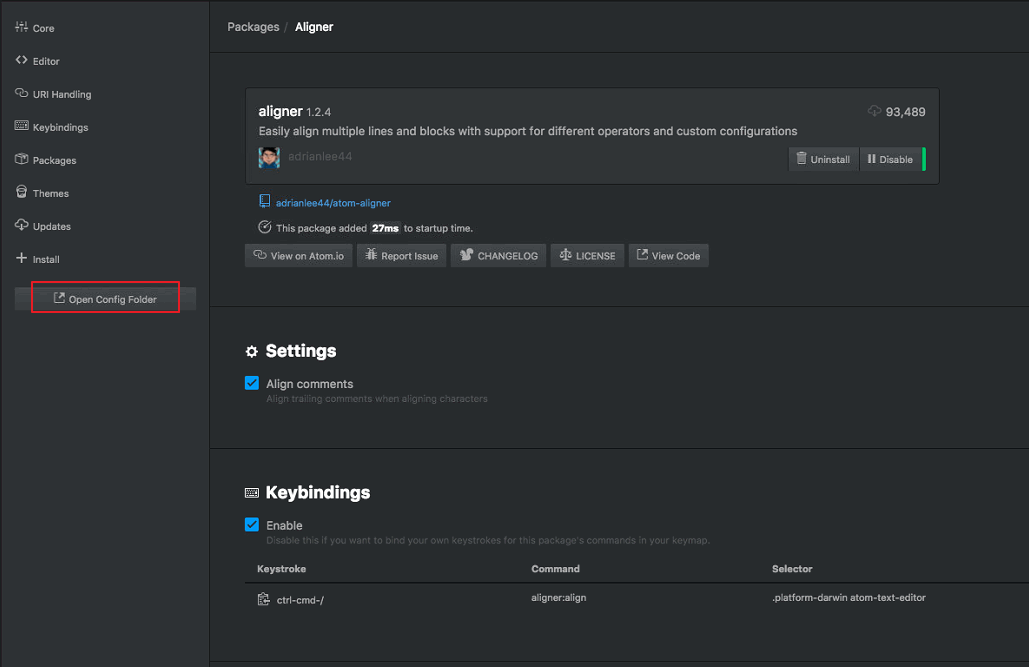 Core
Editor
URI Handling
Keybindings
Packages
Themes
Updates
Install
Open Config Folder
Packages / Aligner
aligner 1.2.4
93,489
Easily align multiple lines and blocks with support for different operators and custom configurations
adrianlee44
Uninstall
Disable
adrianlee44/atom-aligner
This package added 27ms to startup time.
View on Atom.io
Report Issue
CHANGELOG
LICENSE
View Code
Settings
Align comments
Align trailing comments when aligning characters
Keybindings
Enable
Disable this if you want to bind your own keystrokes for this package's commands in your keymap.
Keystroke Command Selector
ctrl-cmd-/ aligner:align .platform-darwin atom-text-editor